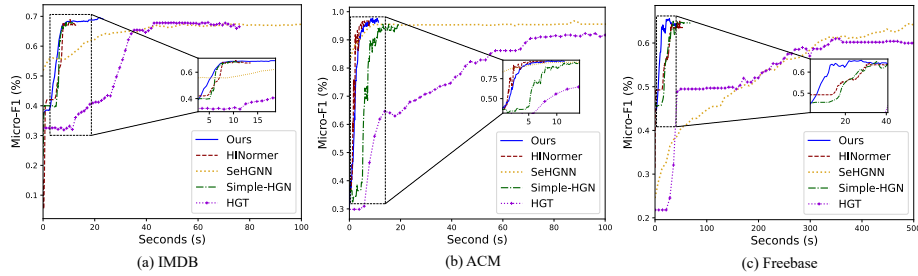 0.7
0.6
0.5
0.4
0.3
0.2
0.1
Micro-F1 (%)
0 20 40 60 80 100
Seconds (s)
0.6
0.4
5 10 15
Ours
HINormer
SeHGNN
Simple-HGN
HGT
(a) IMDB
1.0
0.9
0.8
0.7
0.6
0.5
0.4
0.3
Micro-F1 (%)
0 20 40 60 80 100
Second (s)
0.75
0.50
5 10
Ours
HINormer
SeHGNN
Simple-HGN
HGT
(b) ACM
0.6
0.5
0.4
0.3
0.2
Micro-F1 (%)
0 100 200 300 400 500
Seconds (s)
0.6
0.5
20 40
Ours
HINormer
SeHGNN
Simple-HGN
HGT
(c) Freebase